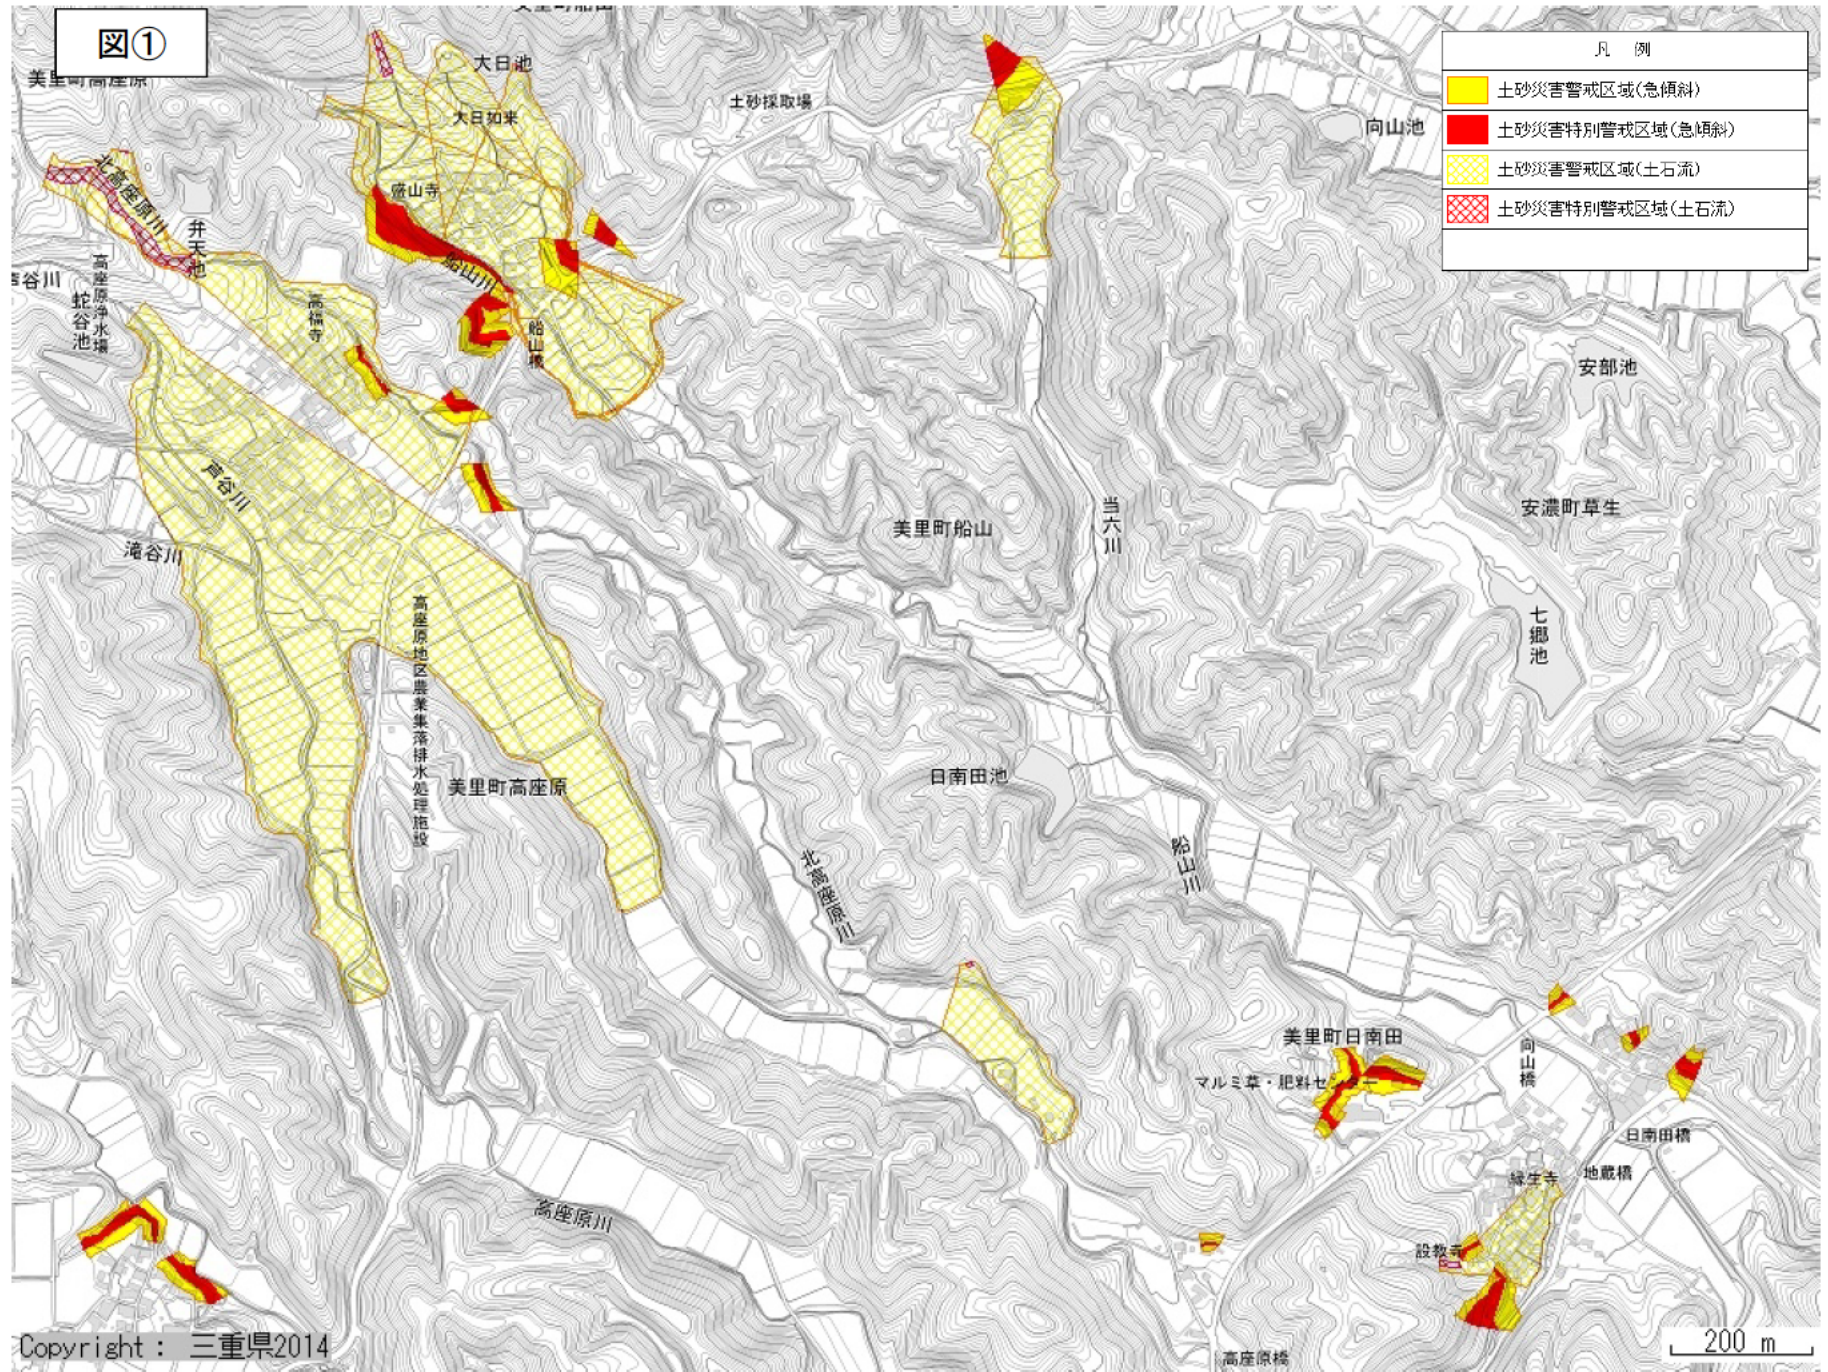 図①
美里町高座原
大日池
大日如来
土砂採取場
向山池
凡 例
土砂災害警戒区域(急傾斜)
土砂災害特別警戒区域(急傾斜)
土砂災害警戒区域(土石流)
土砂災害特別警戒区域(土石流)
北高座原川
盛山寺
弁天池
船山川
高座原浄水場
蛇谷池
高福寺
船山橋
安部池
芦谷川
滝谷川
美里町船山
当六川
安濃町草生
七郷池
高座原地区農業集落排水処理施設
美里町高座原
日南田池
船山川
北高座原川
美里町日南田
マルミ草・肥料センター
向山橋
日南田橋
地蔵橋
縁生寺
設教寺
高座原川
高座原橋
Copyright : 三重県2014
200 m